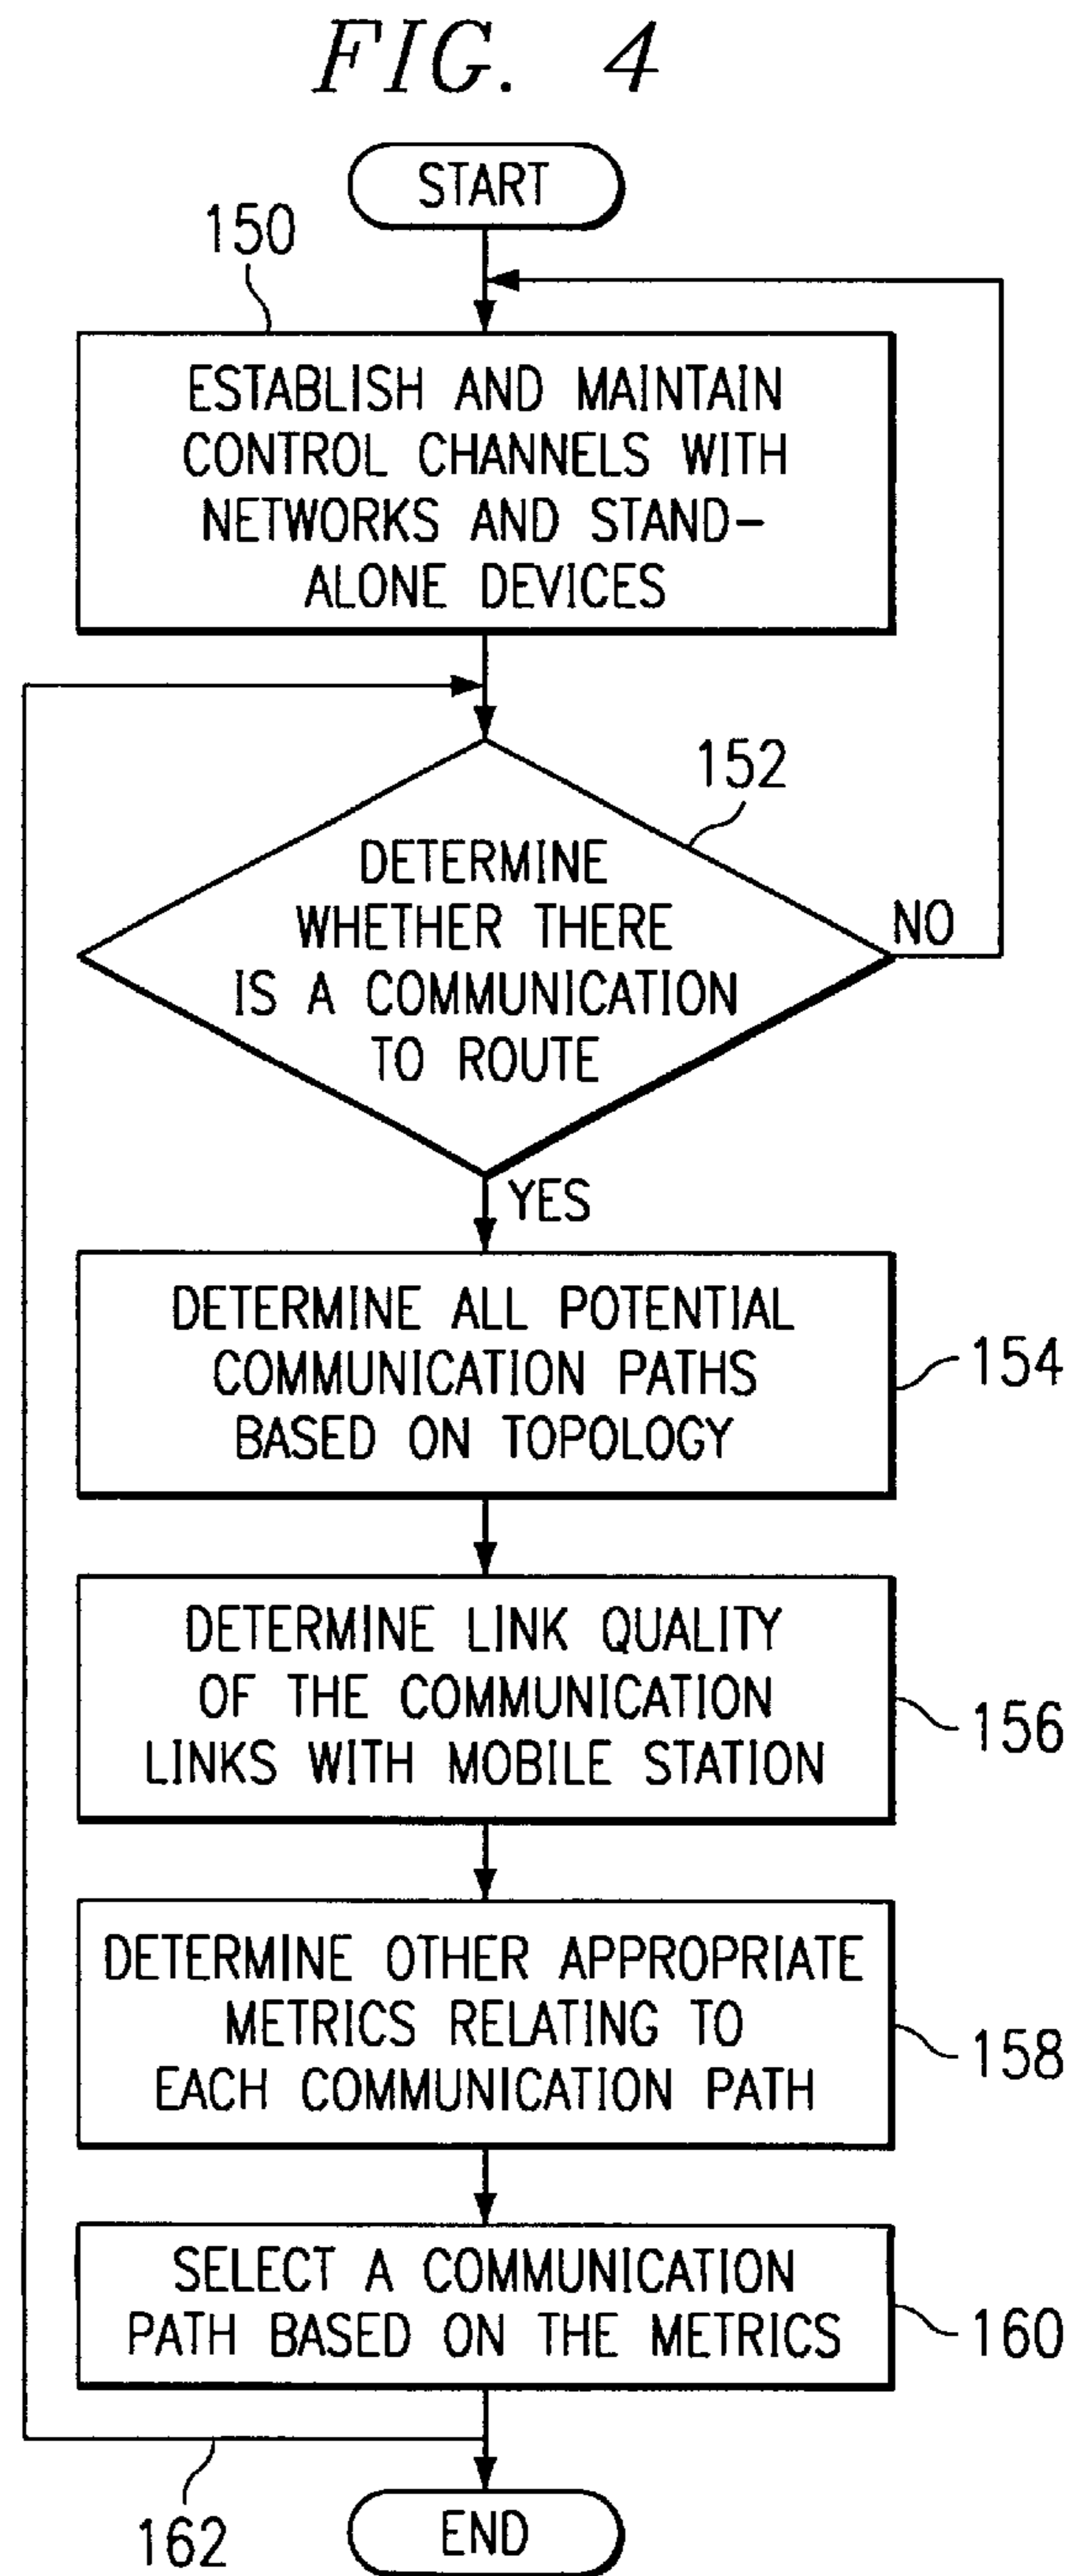 FIG. 4
START
150
ESTABLISH AND MAINTAIN
CONTROL CHANNELS WITH
NETWORKS AND STAND-
ALONE DEVICES
152
DETERMINE
WHETHER THERE
IS A COMMUNICATION
TO ROUTE
NO
YES
DETERMINE ALL POTENTIAL
COMMUNICATION PATHS
BASED ON TOPOLOGY
154
DETERMINE LINK QUALITY
OF THE COMMUNICATION
LINKS WITH MOBILE STATION
156
DETERMINE OTHER APPROPRIATE
METRICS RELATING TO
EACH COMMUNICATION PATH
158
SELECT A COMMUNICATION
PATH BASED ON THE METRICS
160
162
END